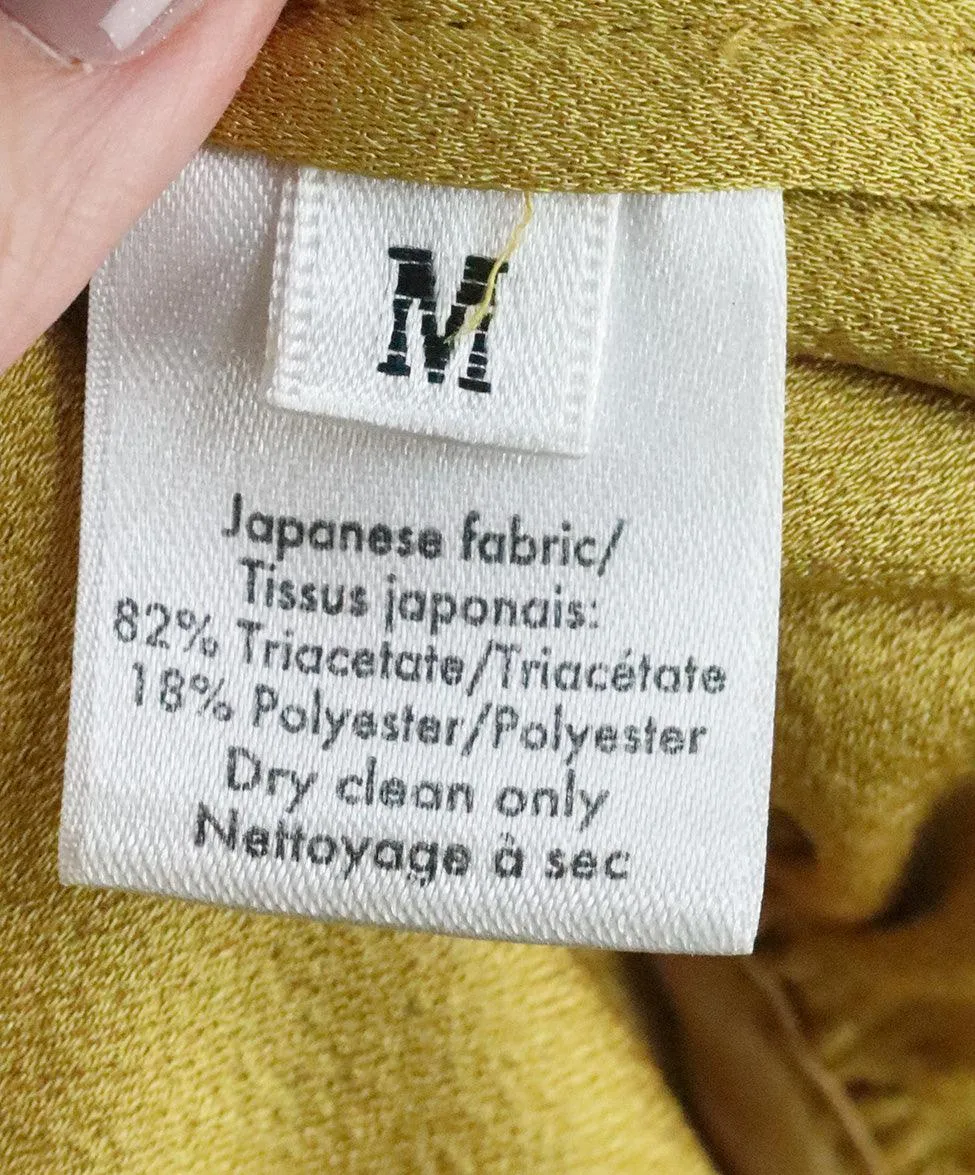 M
Japanese fabric/
Tissus japonais:
82% Triacetate/Triacétate
18% Polyester/Polyester
Dry clean only
Nettoyage à sec